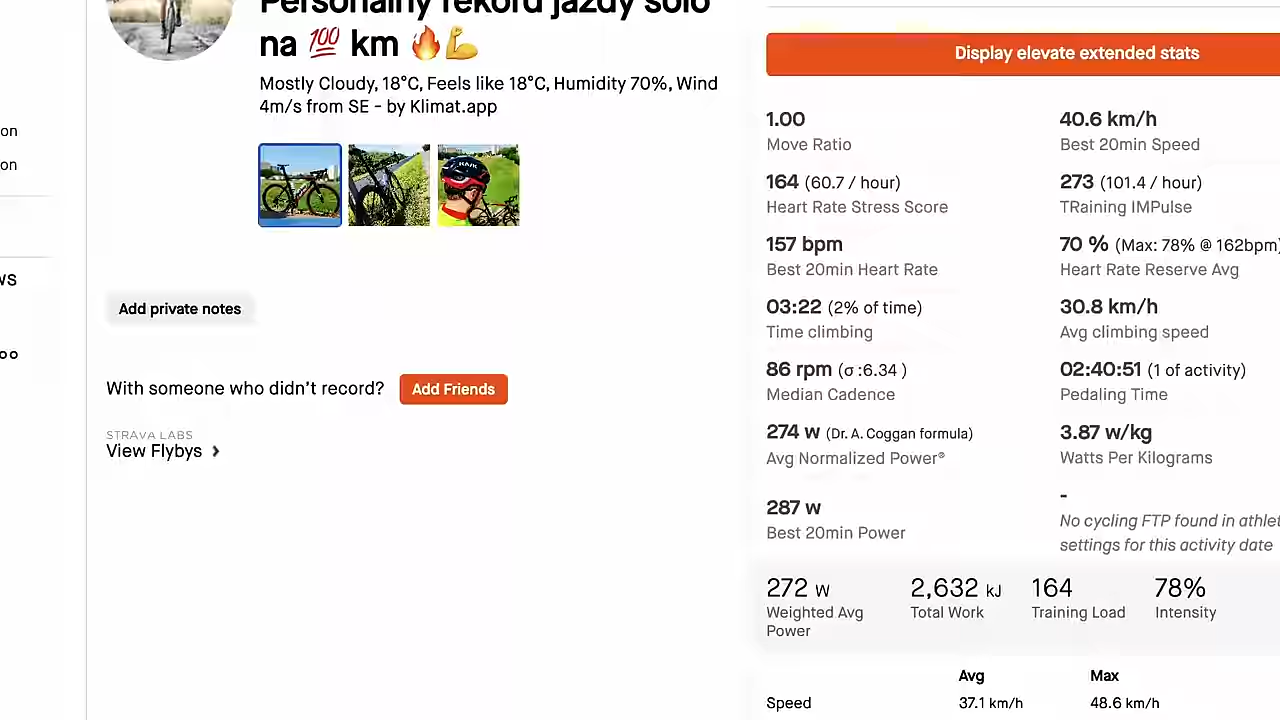 Personalny rekord jazdy solo
na 💯 km 🔥💪
Mostly Cloudy, 18°C, Feels like 18°C, Humidity 70%, Wind
4m/s from SE - by Klimat.app
on
on
ws
Add private notes
With someone who didn't record? Add Friends
STRAVA LABS
View Flybys
Display elevate extended stats
1.00
Move Ratio
40.6 km/h
Best 20min Speed
164 (60.7 / hour)
Heart Rate Stress Score
273 (101.4 / hour)
TRaining IMPulse
157 bpm
Best 20min Heart Rate
70 % (Max: 78% @ 162bpm)
Heart Rate Reserve Avg
03:22 (2% of time)
Time climbing
30.8 km/h
Avg climbing speed
86 rpm (σ :6.34 )
Median Cadence
02:40:51 (1 of activity)
Pedaling Time
274 w (Dr. A. Coggan formula)
Avg Normalized Power®
3.87 w/kg
Watts Per Kilograms
287 w
Best 20min Power
-
No cycling FTP found in athlet
settings for this activity date
272 W
Weighted Avg
Power
2,632 kJ
Total Work
164
Training Load
78%
Intensity
Avg Max
Speed 37.1 km/h 48.6 km/h